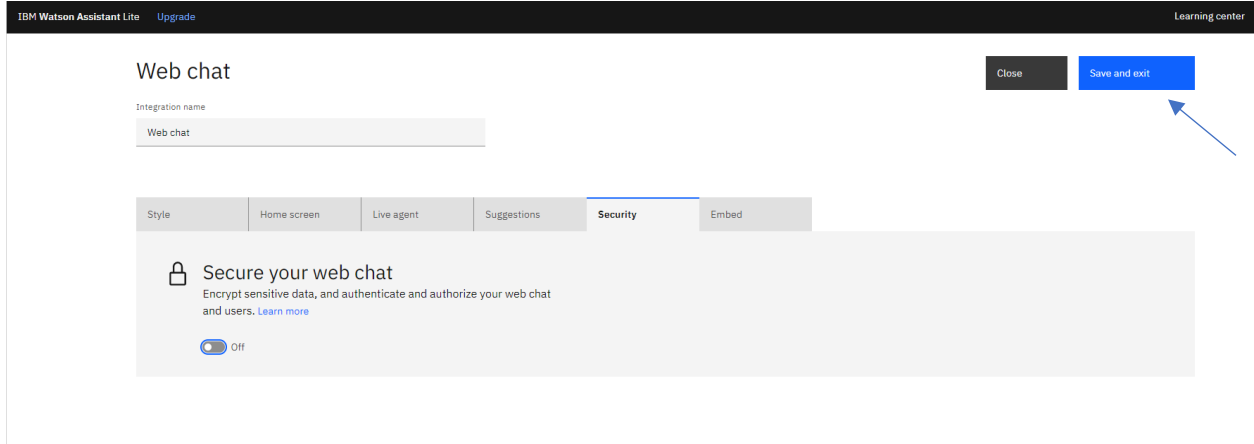 IBM Watson Assistant Lite Upgrade Learning center
Web chat
Close Save and exit
Integration name
Web chat
Style Home screen Live agent Suggestions Security Embed
Secure your web chat
Encrypt sensitive data, and authenticate and authorize your web chat
and users. Learn more
Off